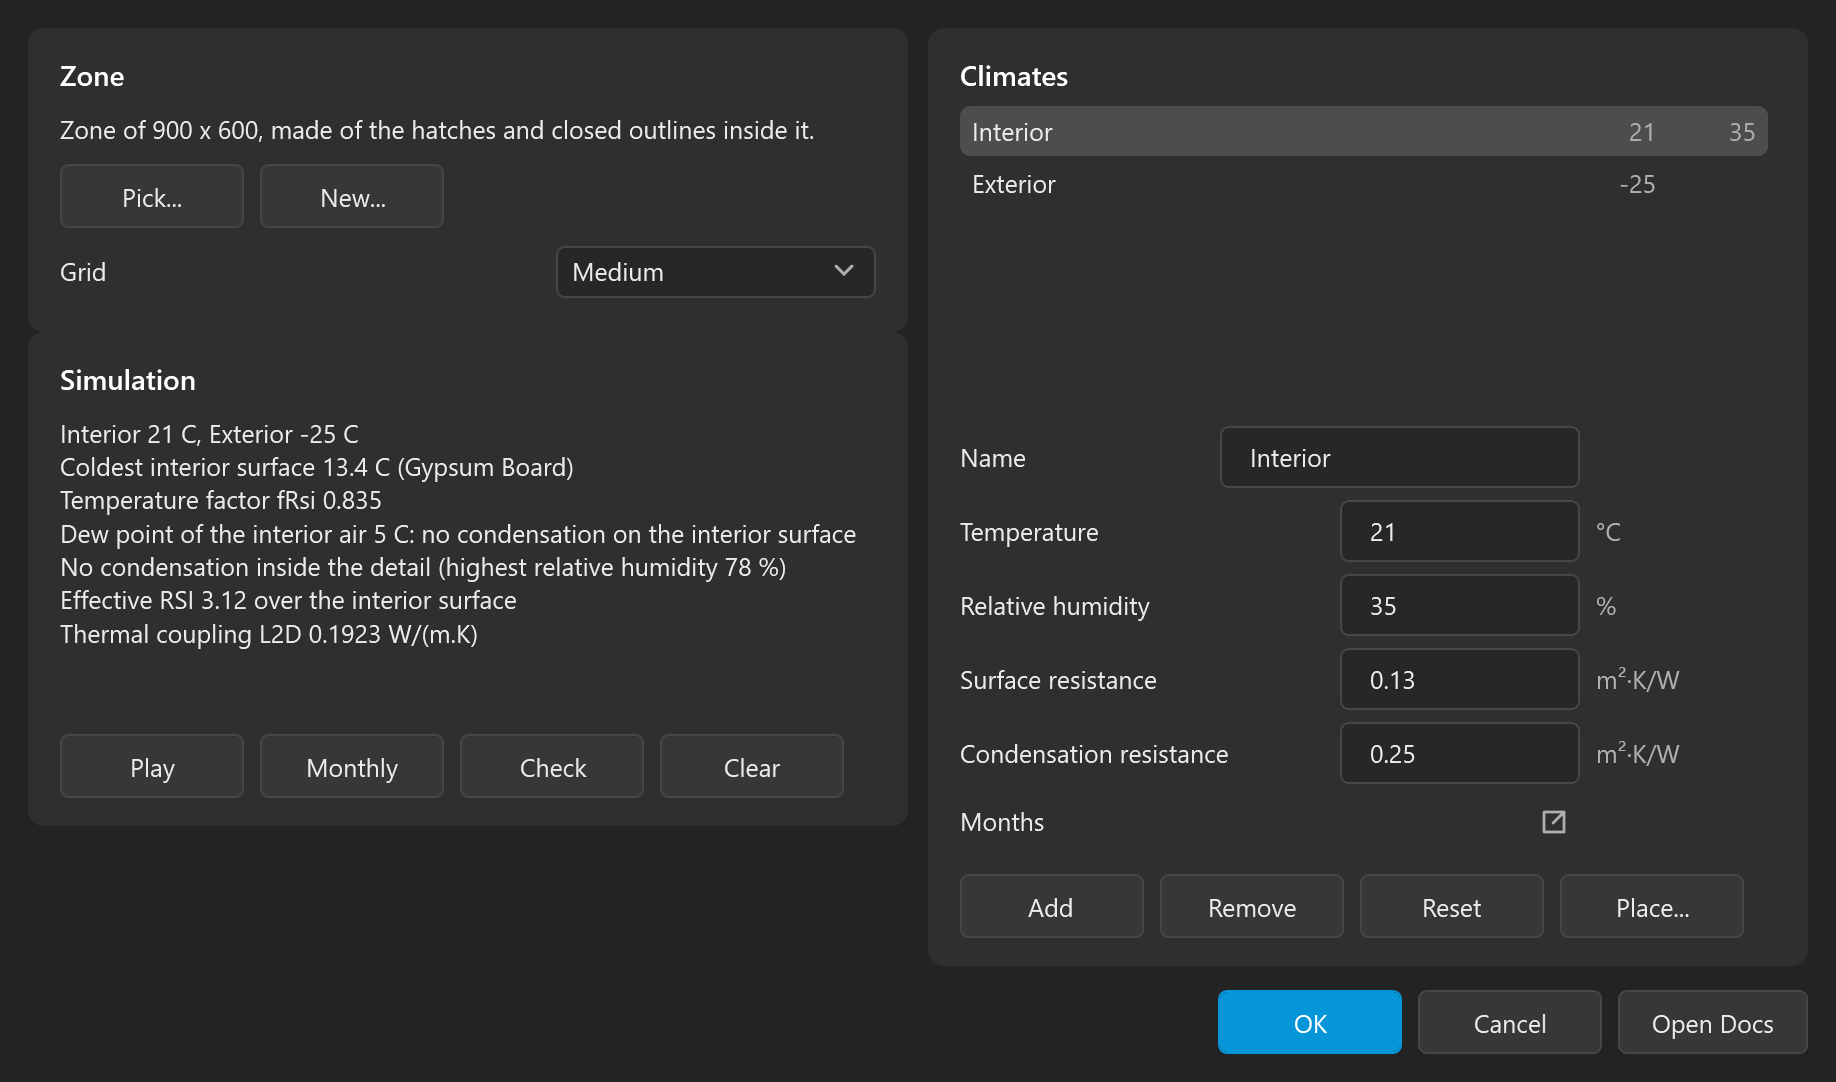 Zone
Zone of 900 x 600, made of the hatches and closed outlines inside it.
Pick...
New...
Grid
Medium
Simulation
Interior 21 C, Exterior -25 C
Coldest interior surface 13.4 C (Gypsum Board)
Temperature factor fRsi 0.835
Dew point of the interior air 5 C: no condensation on the interior surface
No condensation inside the detail (highest relative humidity 78 %)
Effective RSI 3.12 over the interior surface
Thermal coupling L2D 0.1923 W/(m.K)
Play
Monthly
Check
Clear
Climates
Interior 21 35
Exterior -25
Name Interior
Temperature 21 °C
Relative humidity 35 %
Surface resistance 0.13 m²·K/W
Condensation resistance 0.25 m²·K/W
Months
Add
Remove
Reset
Place...
OK
Cancel
Open Docs